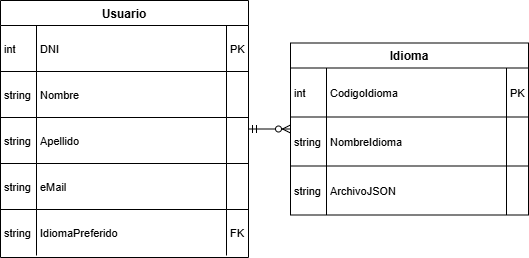 Usuario
int DNI PK
string Nombre
string Apellido
string eMail
string IdiomaPreferido FK
Idioma
int CodigoIdioma PK
string NombreIdioma
string ArchivoJSON